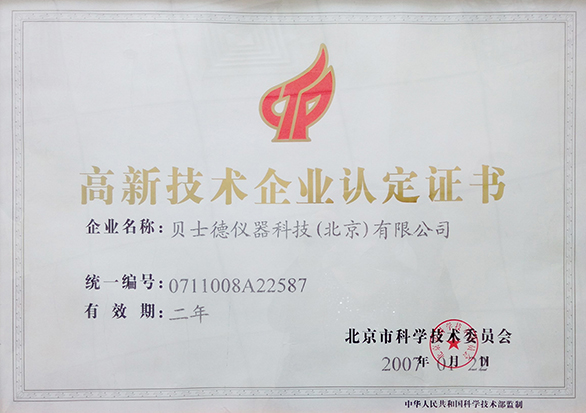 高新技术企业认定证书
企业名称：贝士德仪器科技(北京)有限公司
统一编号：0711008A22587
有效期：二年
北京市科学技术委员会
2007年01月22日
中华人民共和国科学技术部监制